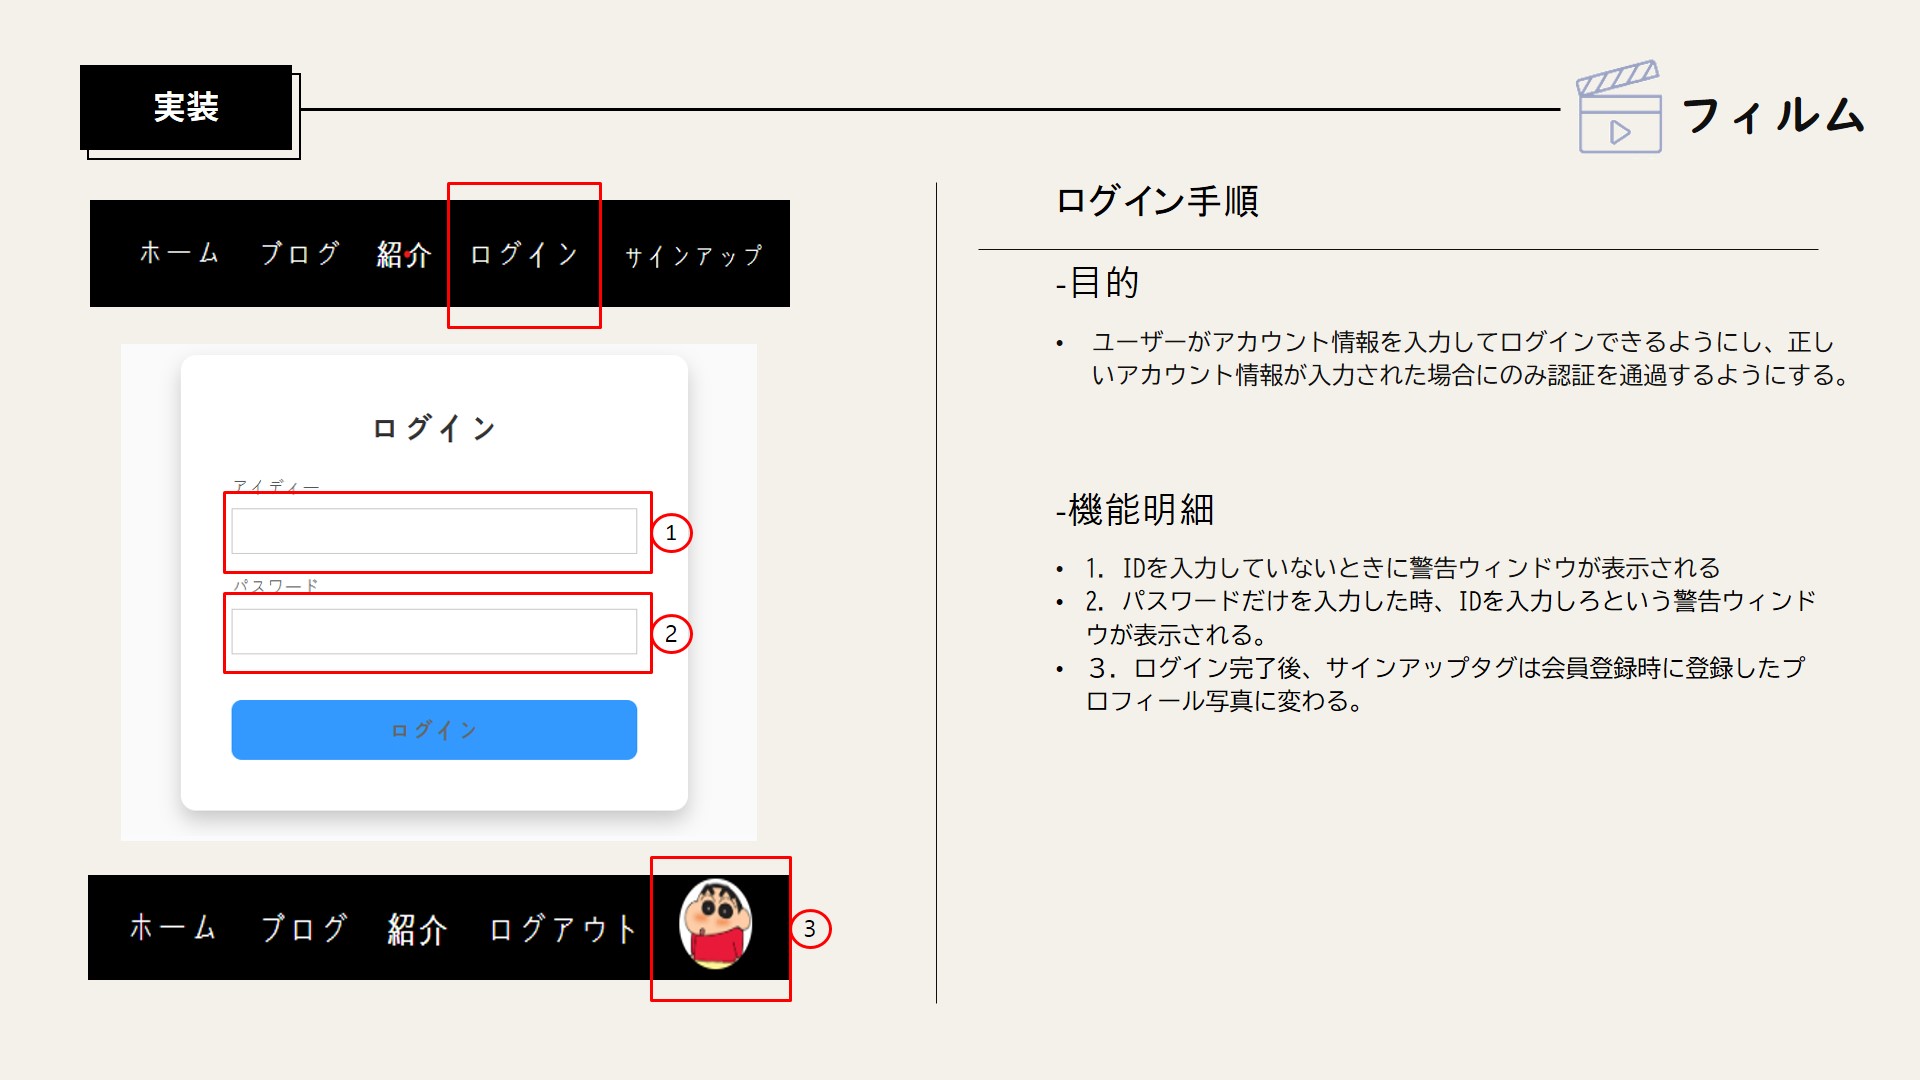 実装
フィルム
ホーム ブログ 紹介 ログイン サインアップ
ログイン
アイディー
1
パスワード
2
ログイン
ホーム ブログ 紹介 ログアウト
3
ログイン手順
-目的
• ユーザーがアカウント情報を入力してログインできるようにし、正し
いアカウント情報が入力された場合にのみ認証を通過するようにする。
-機能明細
• 1. IDを入力していないときに警告ウィンドウが表示される
• 2. パスワードだけを入力した時、IDを入力しろという警告ウィンド
ウが表示される。
• ３. ログイン完了後、サインアップタグは会員登録時に登録したプ
ロフィール写真に変わる。